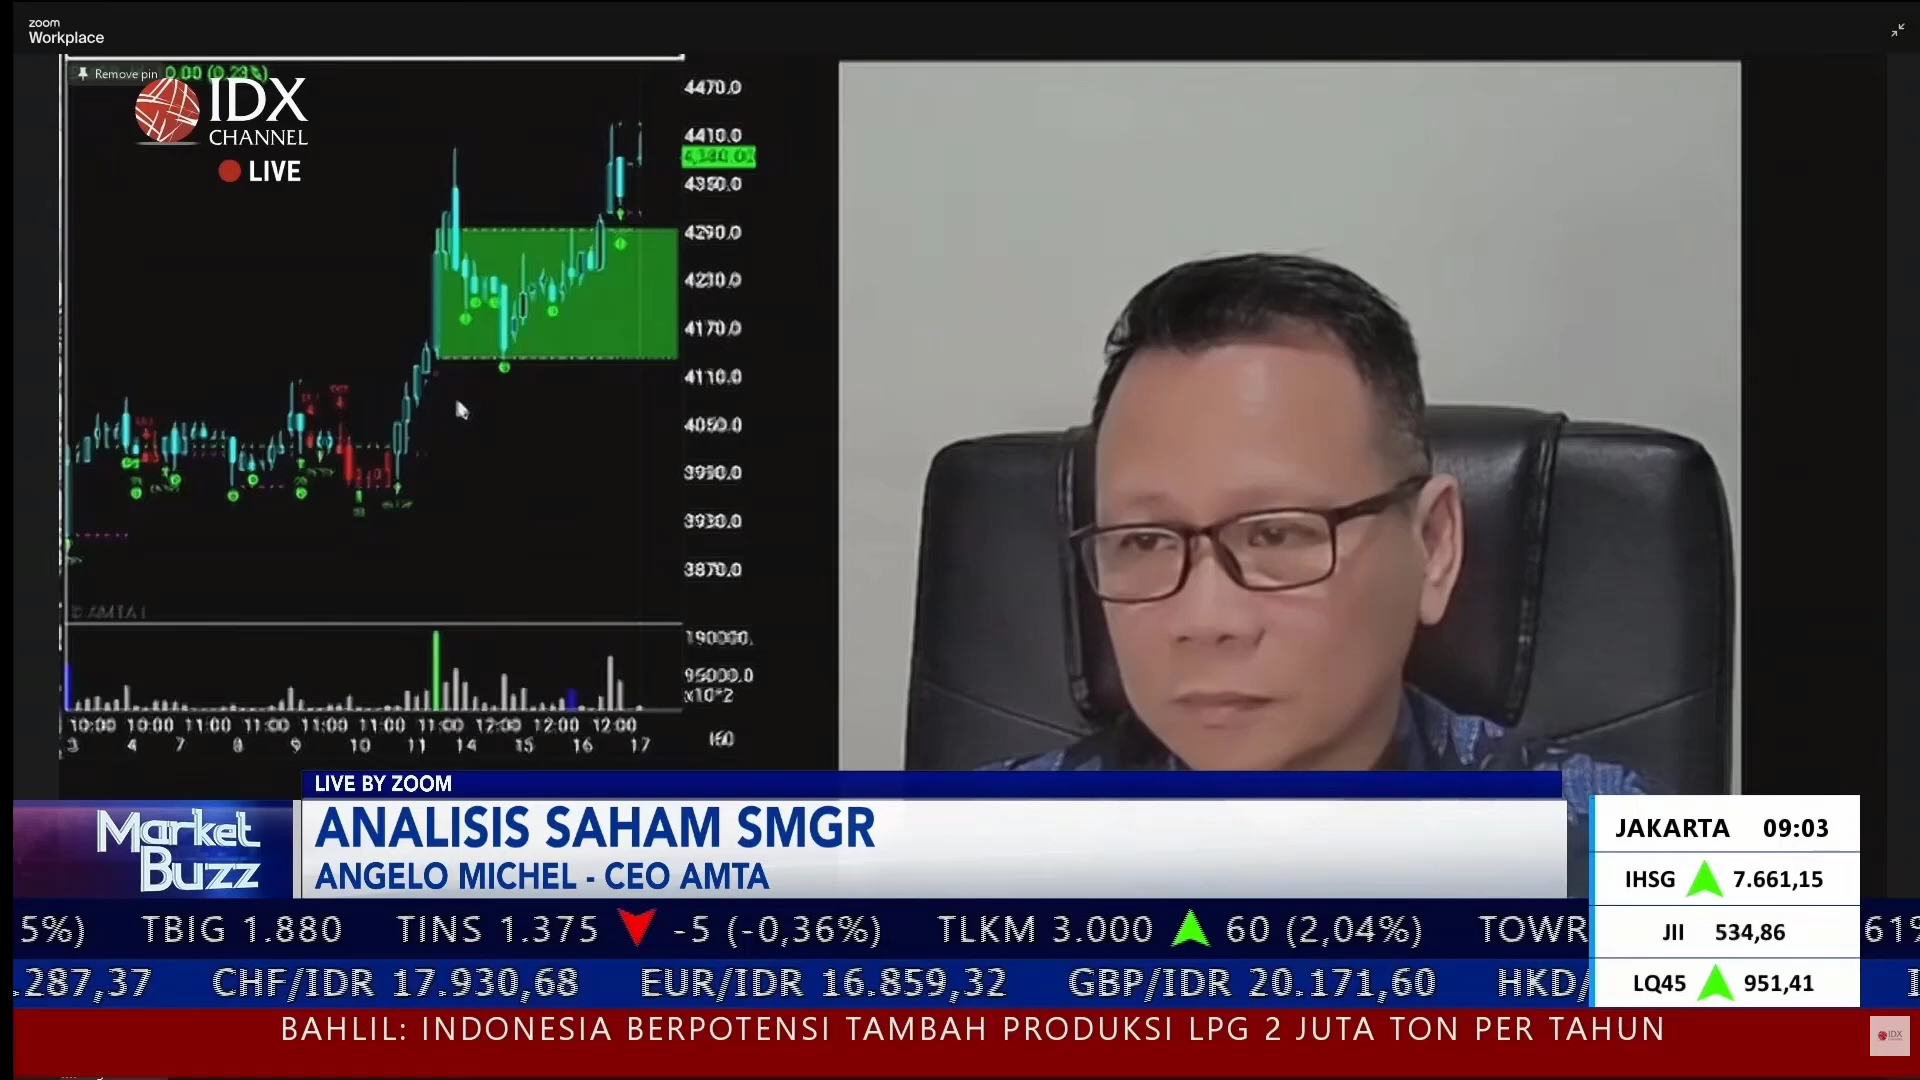 zoom
Workplace
Remove pin 0.00 (0.23%)
IDX
CHANNEL
LIVE
4470.0
4410.0
4350.0
4290.0
4230.0
4170.0
4110.0
4050.0
3990.0
3930.0
3870.0
© AMTA
190000.
95000.0
x10^2
10:00 10:00 11:00 11:00 11:00 11:00 11:00 12:00 12:00 12:00
3 4 7 8 9 10 11 14 15 16 17
LIVE BY ZOOM
Market
Buzz
ANALISIS SAHAM SMGR
ANGELO MICHEL - CEO AMTA
JAKARTA 09:03
IHSG 7.661,15
JII 534,86
LQ45 951,41
5%) TBIG 1.880 TINS 1.375 -5 (-0,36%) TLKM 3.000 60 (2,04%) TOWR 61%
.287,37 CHF/IDR 17.930,68 EUR/IDR 16.859,32 GBP/IDR 20.171,60 HKD/
BAHLIL: INDONESIA BERPOTENSI TAMBAH PRODUKSI LPG 2 JUTA TON PER TAHUN
IDX